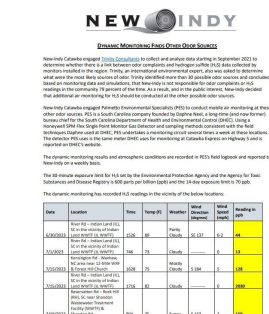 NEW INDY
DYNAMIC MONITORING FINDS OTHER ODOR SOURCES
New-Indy Catawba engaged Trinity Consultants to collect and analyze data starting in September 2021 to
determine whether there is a link between odor complaints and hydrogen sulfide (H2S) data collected by
monitors installed in the region. Trinity, an international expert, was also asked to determine
what were the most likely sources of odor. Trinity identified more than 30 possible odor sources and concluded
based on monitoring data and simulations, that New-Indy is not responsible for odor complaints or H2S
readings in the community 79 percent of the time. As a result, and in the public interest, New-Indy decided
that additional air monitoring for H2S should be conducted at the other possible odor sources.
New-Indy Catawba engaged Palmetto Environmental Specialists (PES) to conduct mobile air monitoring at these
other sources. PES is a South Carolina company founded by Daphne Neel, a long-time (and now former)
bureau chief for the South Carolina Department of Health and Environmental Control (DHEC). Using a
Honeywell SPM Flex Single Point Monitor Gas Detector and sampling methods consistent with the field
techniques Daphne used at DHEC, PES undertakes a monitoring circuit several times a week at these locations.
The detector PES uses is the same meter DHEC uses for monitoring at Catawba Express on Highway 5 and is
reported on DHEC's website.
The dynamic monitoring results and atmospheric conditions are recorded in PES's field logbook and reported to
New-Indy on a weekly basis.
The 30-minute exposure limit for H2S set by the Environmental Protection Agency and the Agency for Toxic
Substances and Disease Registry is 600 parts per billion (ppb) and the 14-day exposure limit is 70 ppb.
The dynamic monitoring has recorded H2S readings in the vicinity of the below locations:
Date Location Time Temp (F) Weather Wind Direction (degrees) Wind Speed (mph) Reading in ppb
River Rd – Indian Land (IL),
SC in the vicinity of Indian
6/30/2023 Land WWTF (IL WWTF) 1526 89 Partly Clouds SE 137 0-2 44
River Rd – Indian Land (IL),
SC in the vicinity of Indian
7/1/2023 Land WWTF (IL WWTF) 746 73 Clouds 0 13
Kensington Rd - Waxhaw,
NC area near 12-Mile WRF
7/15/2023 & Forest Hill Church 1628 75 Mostly Clouds S 184 5 128
River Rd – Indian Land (IL),
SC in the vicinity of Indian
7/15/2023 Land WWTF (IL WWTF) 1716 82 Clouds 0 2080
(RH), SC near Sherdon
Wastewater Treatment
Facility (WWTF) &